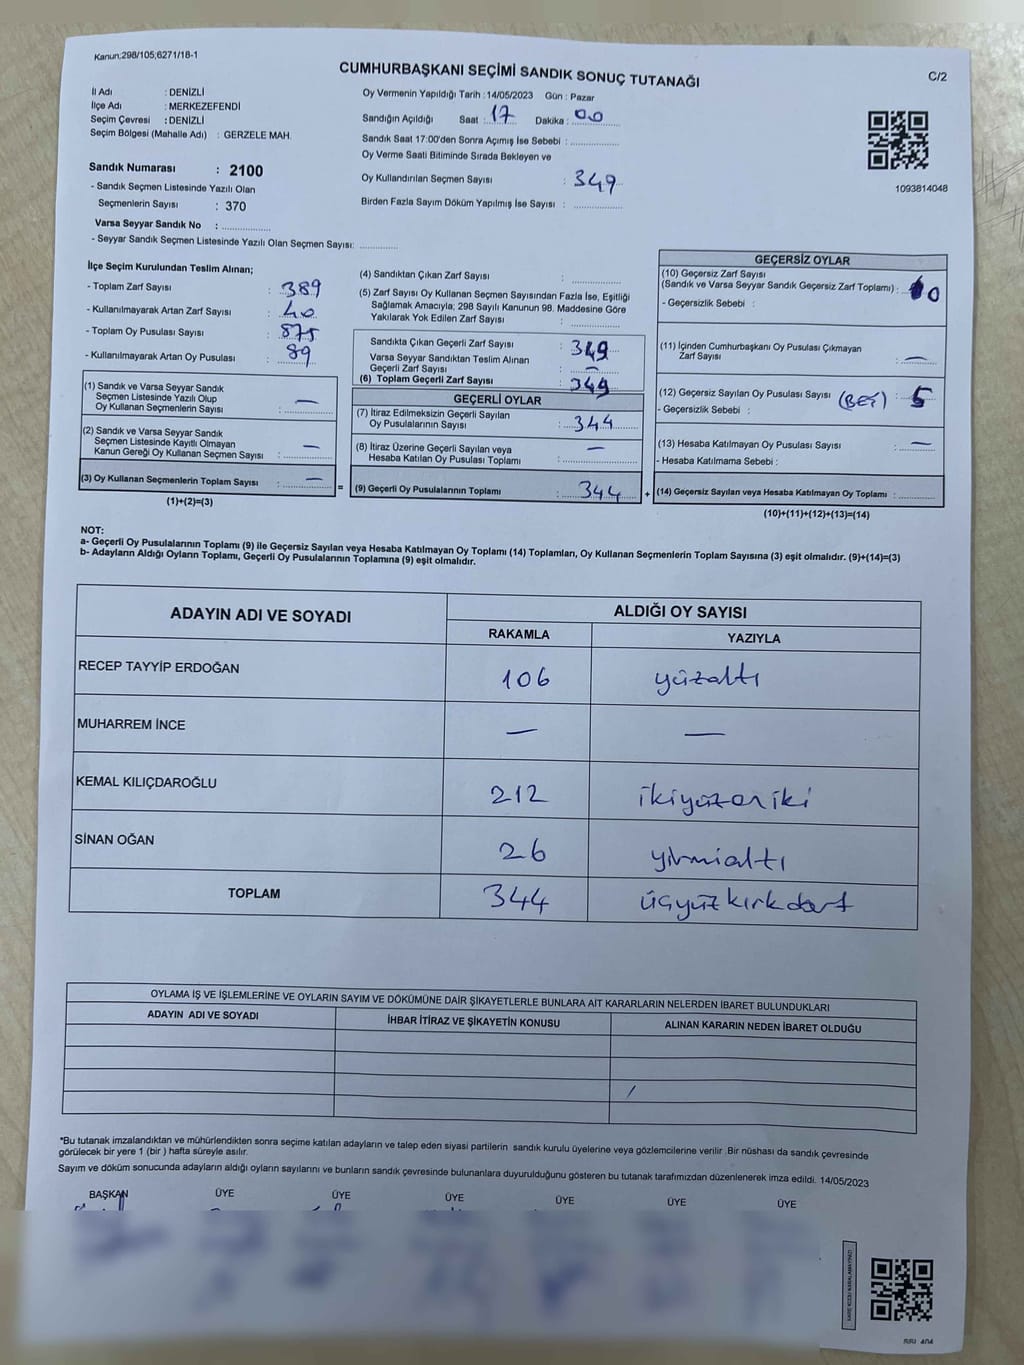 Kanun:298/105,6271/18-1
CUMHURBAŞKANI SEÇİMİ SANDIK SONUÇ TUTANAĞI
C/2
İl Adı : DENİZLİ
İlçe Adı : MERKEZEFENDİ
Seçim Çevresi : DENİZLİ
Seçim Bölgesi (Mahalle Adı) : GERZELE MAH.
Oy Vermenin Yapıldığı Tarih : 14/05/2023 Gün : Pazar
Sandığın Açıldığı Saat : 17 Dakika : 00
Sandık Saat 17:00'den Sonra Açılmış İse Sebebi :
Oy Verme Saati Bitiminde Sırada Bekleyen ve
Oy Kullandırılan Seçmen Sayısı : 349
Birden Fazla Sayım Döküm Yapılmış İse Sayısı :
1093814048
Sandık Numarası : 2100
- Sandık Seçmen Listesinde Yazılı Olan
Seçmenlerin Sayısı : 370
Varsa Seyyar Sandık No :
- Seyyar Sandık Seçmen Listesinde Yazılı Olan Seçmen Sayısı:
İlçe Seçim Kurulundan Teslim Alınan;
- Toplam Zarf Sayısı : 389
- Kullanılmayarak Artan Zarf Sayısı : 40
- Toplam Oy Pusulası Sayısı : 875
- Kullanılmayarak Artan Oy Pusulası : 89
(1) Sandık ve Varsa Seyyar Sandık
Seçmen Listesinde Yazılı Olup
Oy Kullanan Seçmenlerin Sayısı : —
(2) Sandık ve Varsa Seyyar Sandık
Seçmen Listesinde Kayıtlı Olmayan
Kanun Gereği Oy Kullanan Seçmen Sayısı : —
(3) Oy Kullanan Seçmenlerin Toplam Sayısı : —
(1)+(2)=(3)
=
(4) Sandıktan Çıkan Zarf Sayısı :
(5) Zarf Sayısı Oy Kullanan Seçmen Sayısından Fazla İse, Eşitliği
Sağlamak Amacıyla; 298 Sayılı Kanunun 98. Maddesine Göre
Yakılarak Yok Edilen Zarf Sayısı :
Sandıkta Çıkan Geçerli Zarf Sayısı : 349
Varsa Seyyar Sandıktan Teslim Alınan
Geçerli Zarf Sayısı : —
(6) Toplam Geçerli Zarf Sayısı : 349
GEÇERLİ OYLAR
(7) İtiraz Edilmeksizin Geçerli Sayılan
Oy Pusulalarının Sayısı : 344
(8) İtiraz Üzerine Geçerli Sayılan veya
Hesaba Katılan Oy Pusulası Toplamı : —
(9) Geçerli Oy Pusulalarının Toplamı : 344
+
GEÇERSİZ OYLAR
(10) Geçersiz Zarf Sayısı
(Sandık ve Varsa Seyyar Sandık Geçersiz Zarf Toplamı) : 0
- Geçersizlik Sebebi :
(11) İçinden Cumhurbaşkanı Oy Pusulası Çıkmayan
Zarf Sayısı : —
(12) Geçersiz Sayılan Oy Pusulası Sayısı (BEŞ) : 5
- Geçersizlik Sebebi :
(13) Hesaba Katılmayan Oy Pusulası Sayısı : —
- Hesaba Katılmama Sebebi :
(14) Geçersiz Sayılan veya Hesaba Katılmayan Oy Toplamı :
(10)+(11)+(12)+(13)=(14)
NOT:
a- Geçerli Oy Pusulalarının Toplamı (9) ile Geçersiz Sayılan veya Hesaba Katılmayan Oy Toplamı (14) Toplamları, Oy Kullanan Seçmenlerin Toplam Sayısına (3) eşit olmalıdır. (9)+(14)=(3)
b- Adayların Aldığı Oyların Toplamı, Geçerli Oy Pusulalarının Toplamına (9) eşit olmalıdır.
ADAYIN ADI VE SOYADI ALDIĞI OY SAYISI
RAKAMLA YAZIYLA
RECEP TAYYİP ERDOĞAN 106 yüzaltı
MUHARREM İNCE — —
KEMAL KILIÇDAROĞLU 212 ikiyüzoniki
SİNAN OĞAN 26 yirmialtı
TOPLAM 344 üçyüzkırkdört
OYLAMA İŞ VE İŞLEMLERİNE VE OYLARIN SAYIM VE DÖKÜMÜNE DAİR ŞİKAYETLERLE BUNLARA AİT KARARLARIN NELERDEN İBARET BULUNDUKLARI
ADAYIN ADI VE SOYADI İHBAR İTİRAZ VE ŞİKAYETİN KONUSU ALINAN KARARIN NEDEN İBARET OLDUĞU
*Bu tutanak imzalandıktan ve mühürlendikten sonra seçime katılan adayların ve talep eden siyasi partilerin sandık kurulu üyelerine veya gözlemcilerine verilir .Bir nüshası da sandık çevresinde
görülecek bir yere 1 (bir ) hafta süreyle asılır.
Sayım ve döküm sonucunda adayların aldığı oyların sayılarını ve bunların sandık çevresinde bulunanlara duyurulduğunu gösteren bu tutanak tarafımızdan düzenlenerek imza edildi. 14/05/2023
BAŞKAN ÜYE ÜYE ÜYE ÜYE ÜYE ÜYE